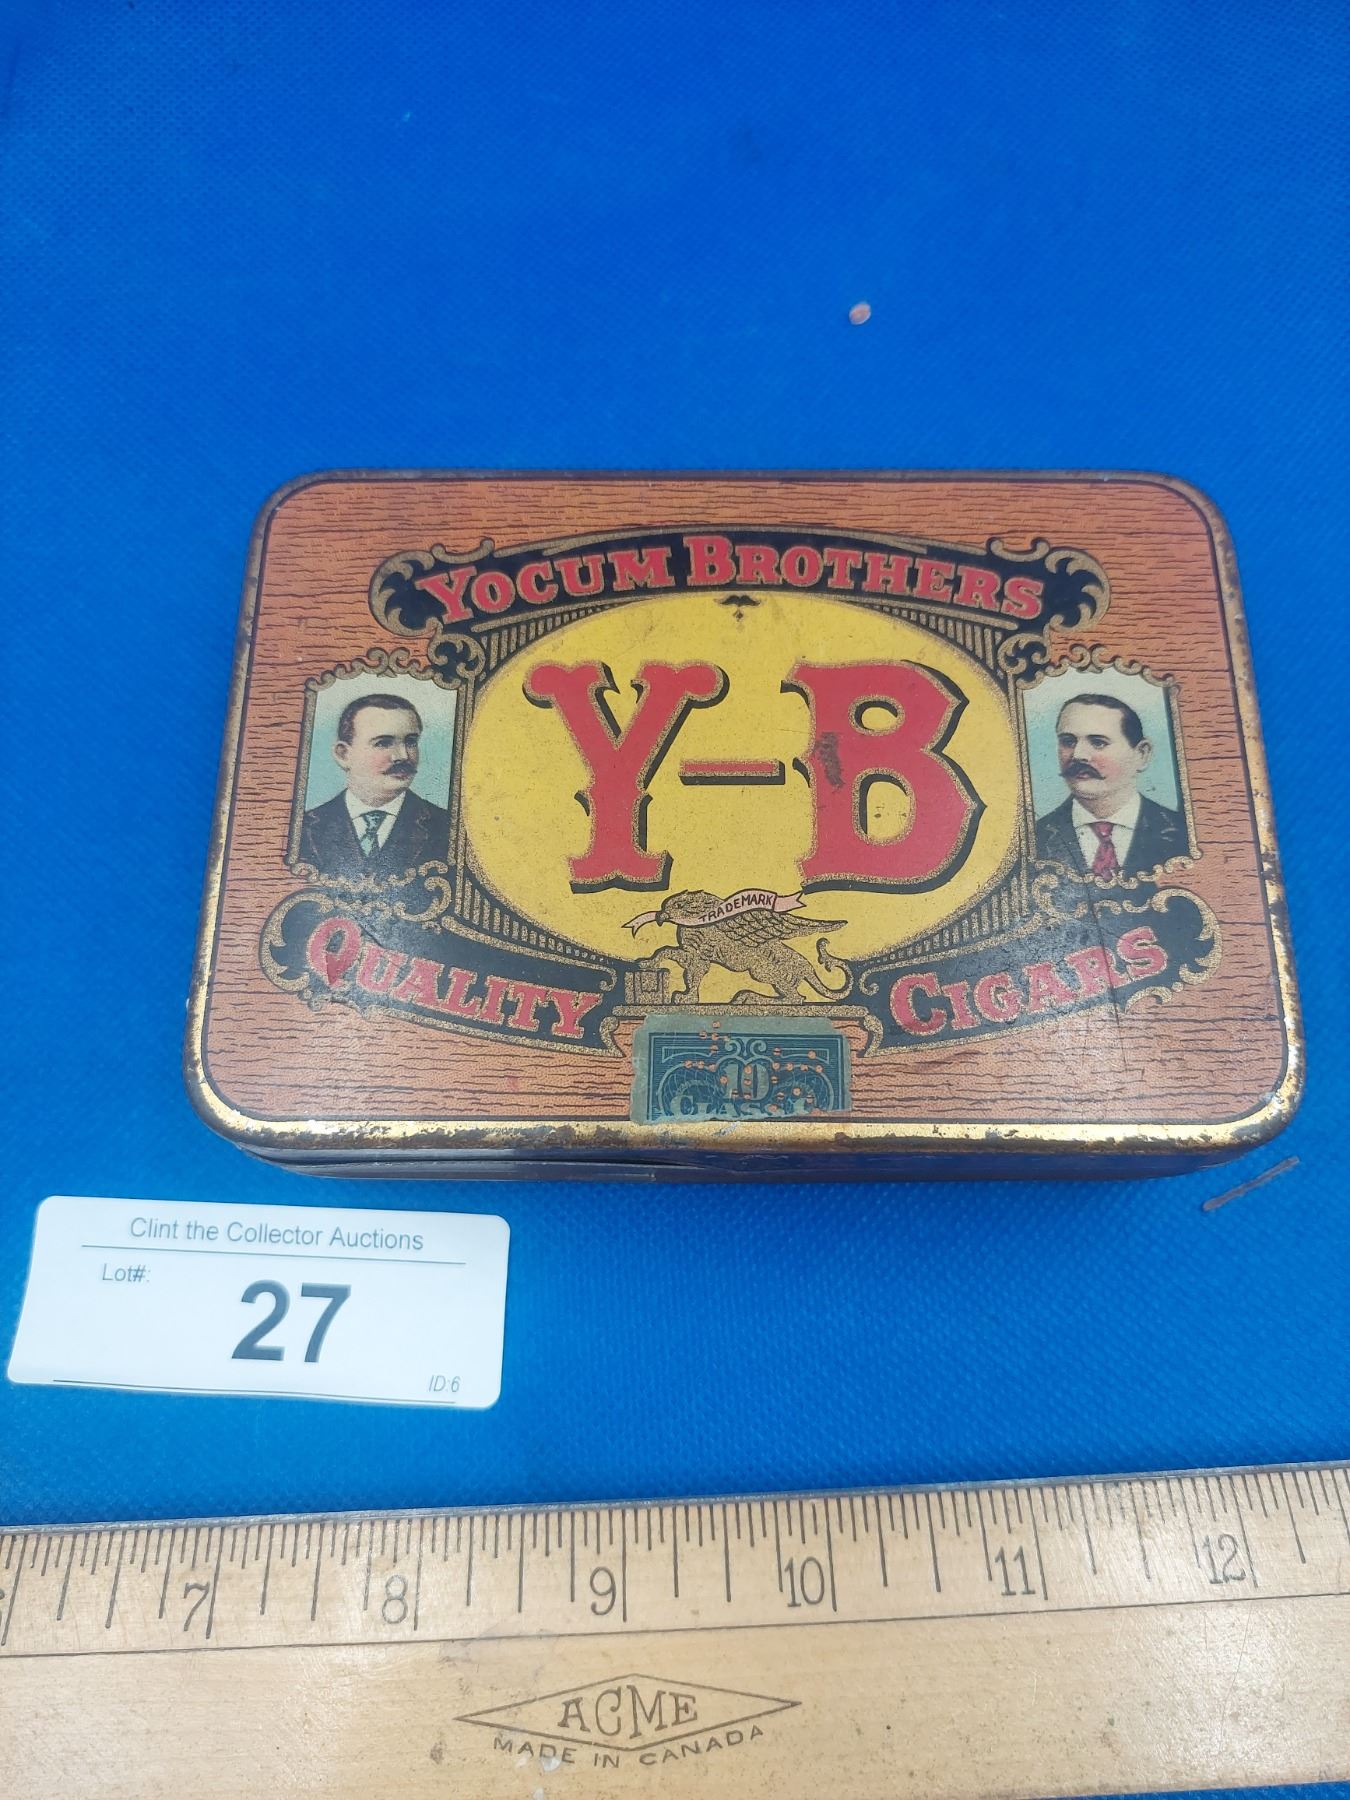 YOCUM BROTHERS
Y-B
TRADEMARK
QUALITY CIGARS
10
CLASS
Clint the Collector Auctions
Lot#:
27
ID:6
7 8 9 10 11 12
ACME
MADE IN CANADA